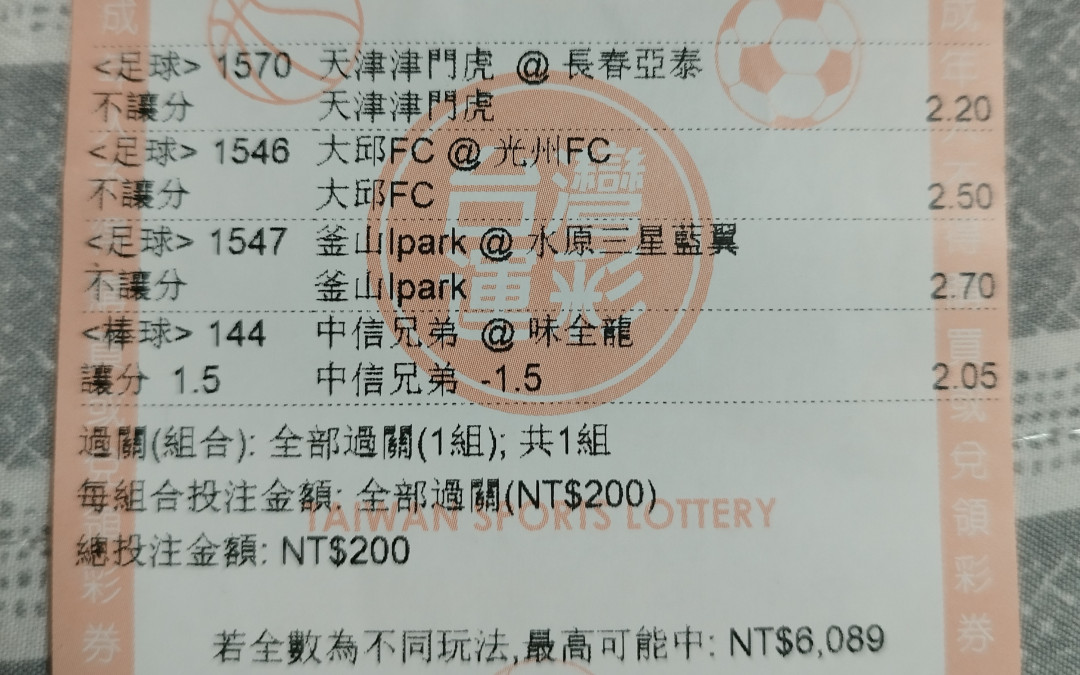 <足球> 1570 天津津門虎 @ 長春亞泰
不讓分 天津津門虎 2.20
<足球> 1546 大邱FC @ 光州FC
不讓分 大邱FC 2.50
<足球> 1547 釜山Ipark @ 水原三星藍翼
不讓分 釜山Ipark 2.70
<棒球> 144 中信兄弟 @ 味全龍
讓分 1.5 中信兄弟 -1.5 2.05
過關(組合): 全部過關(1組); 共1組
每組合投注金額: 全部過關(NT$200)
總投注金額: NT$200
若全數為不同玩法,最高可能中: NT$6,089
台灣
運彩
TAIWAN SPORTS LOTTERY